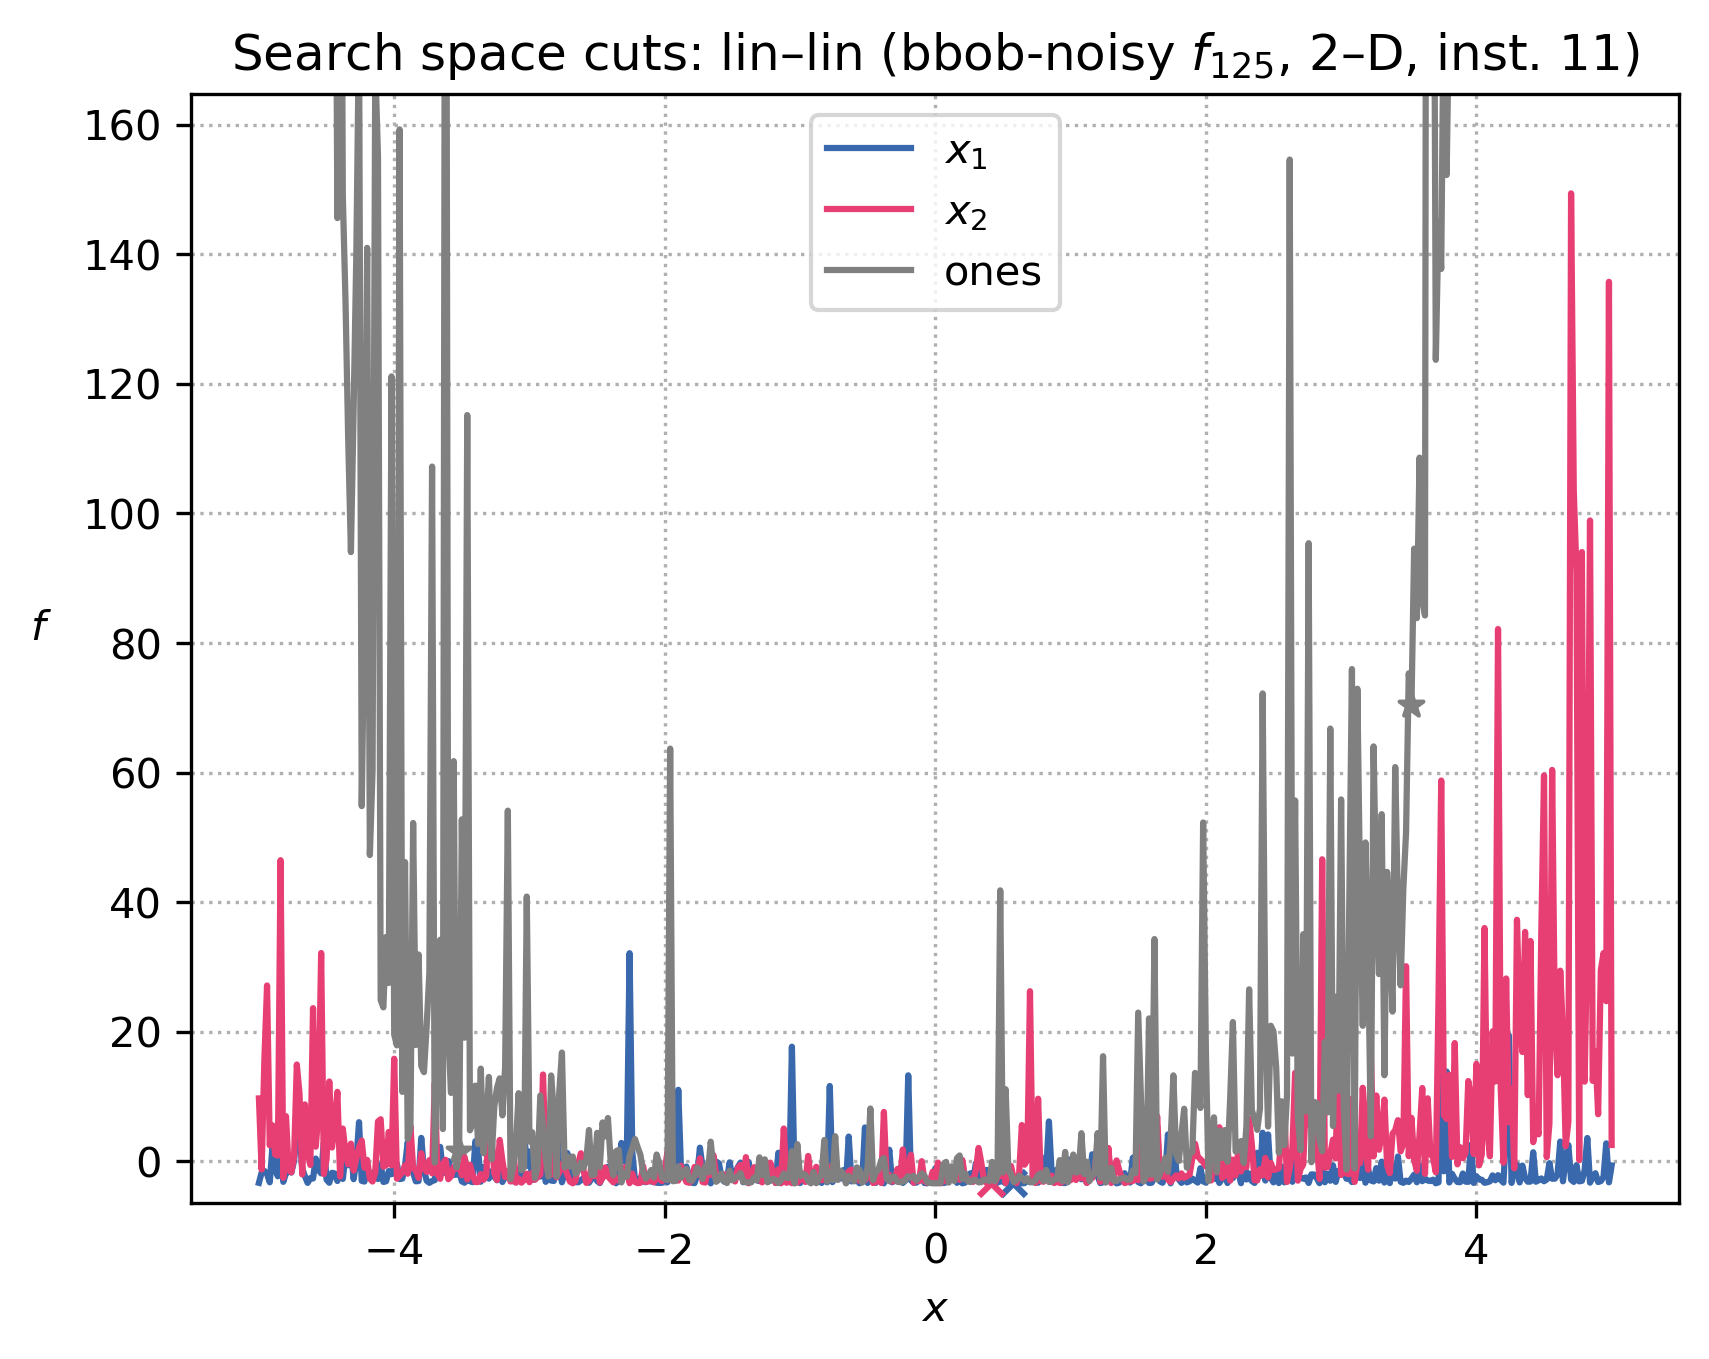 Search space cuts: lin–lin (bbob-noisy f₁₂₅, 2–D, inst. 11)
x₁
x₂
ones
160
140
120
100
80
60
40
20
0
f
−4
−2
0
2
4
x